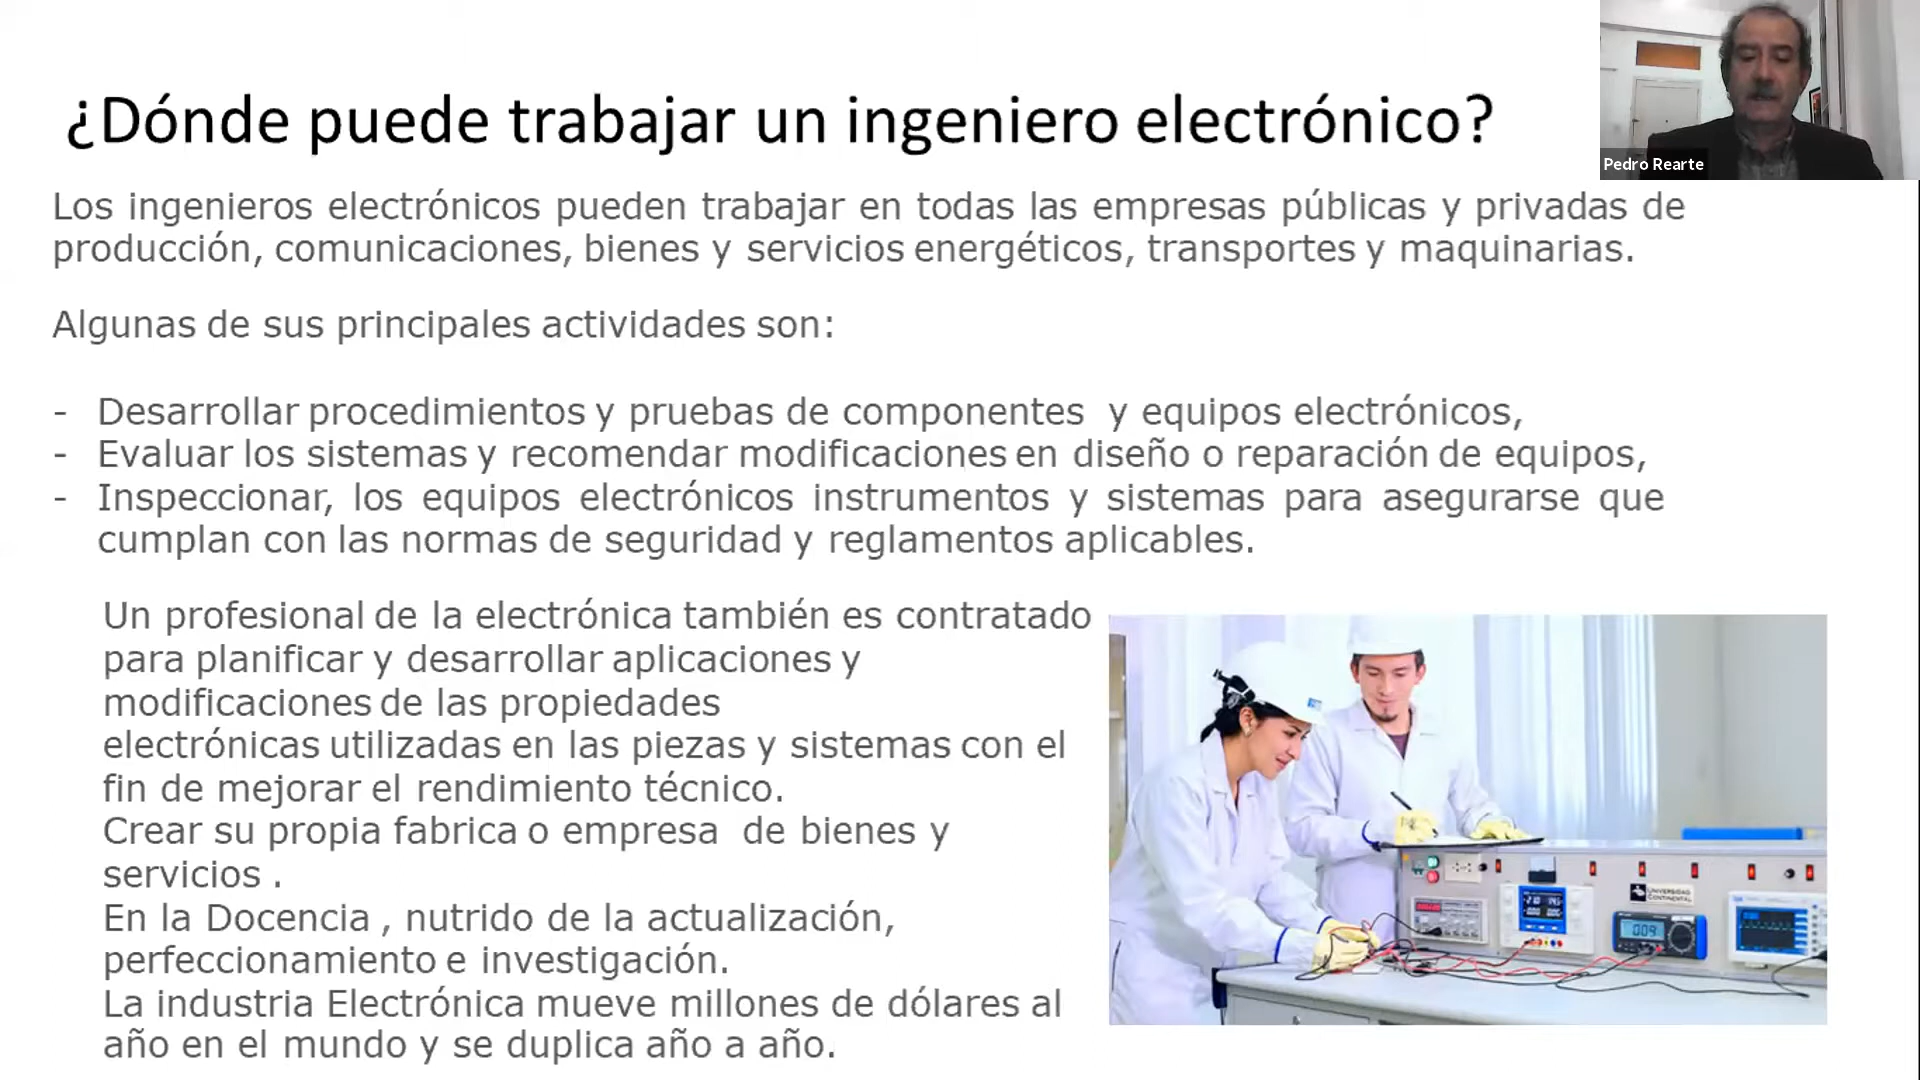 ¿Dónde puede trabajar un ingeniero electrónico?
Pedro Rearte
Los ingenieros electrónicos pueden trabajar en todas las empresas públicas y privadas de
producción, comunicaciones, bienes y servicios energéticos, transportes y maquinarias.
Algunas de sus principales actividades son:
- Desarrollar procedimientos y pruebas de componentes y equipos electrónicos,
- Evaluar los sistemas y recomendar modificaciones en diseño o reparación de equipos,
- Inspeccionar, los equipos electrónicos instrumentos y sistemas para asegurarse que
cumplan con las normas de seguridad y reglamentos aplicables.
Un profesional de la electrónica también es contratado
para planificar y desarrollar aplicaciones y
modificaciones de las propiedades
electrónicas utilizadas en las piezas y sistemas con el
fin de mejorar el rendimiento técnico.
Crear su propia fabrica o empresa de bienes y
servicios .
En la Docencia , nutrido de la actualización,
perfeccionamiento e investigación.
La industria Electrónica mueve millones de dólares al
año en el mundo y se duplica año a año.
UNIVERSIDAD
CONTINENTAL